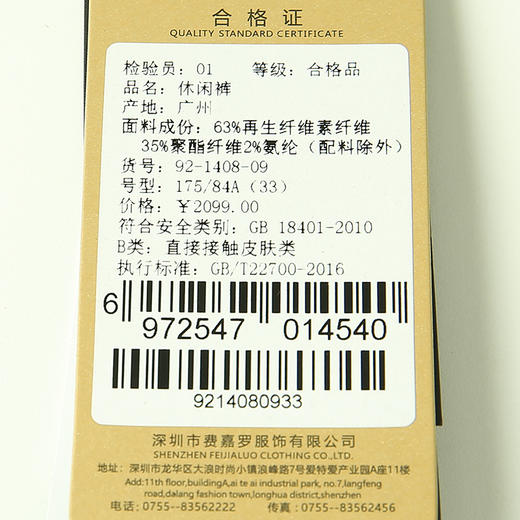 合格证
QUALITY STANDARD CERTIFICATE
检验员：01 等级：合格品
品名：休闲裤
产地：广州
面料成份：63%再生纤维素纤维
35%聚酯纤维2%氨纶（配料除外）
货号：92-1408-09
号型：175/84A（33）
价格：￥2099.00
符合安全类别：GB 18401-2010
B类：直接接触皮肤类
执行标准：GB/T22700-2016
6 972547 014540
9214080933
深圳市费嘉罗服饰有限公司
SHENZHEN FEIJIALUO CLOTHING CO.,LTD.
地址：深圳市龙华区大浪时尚小镇浪峰路7号爱特爱产业园A座11楼
Add:11th floor,buildingA,ai te ai industrial park, no.7,langfeng
road,dalang fashion town,longhua district,shenzhen
电话：0755--83562222 传真：0755--83562456